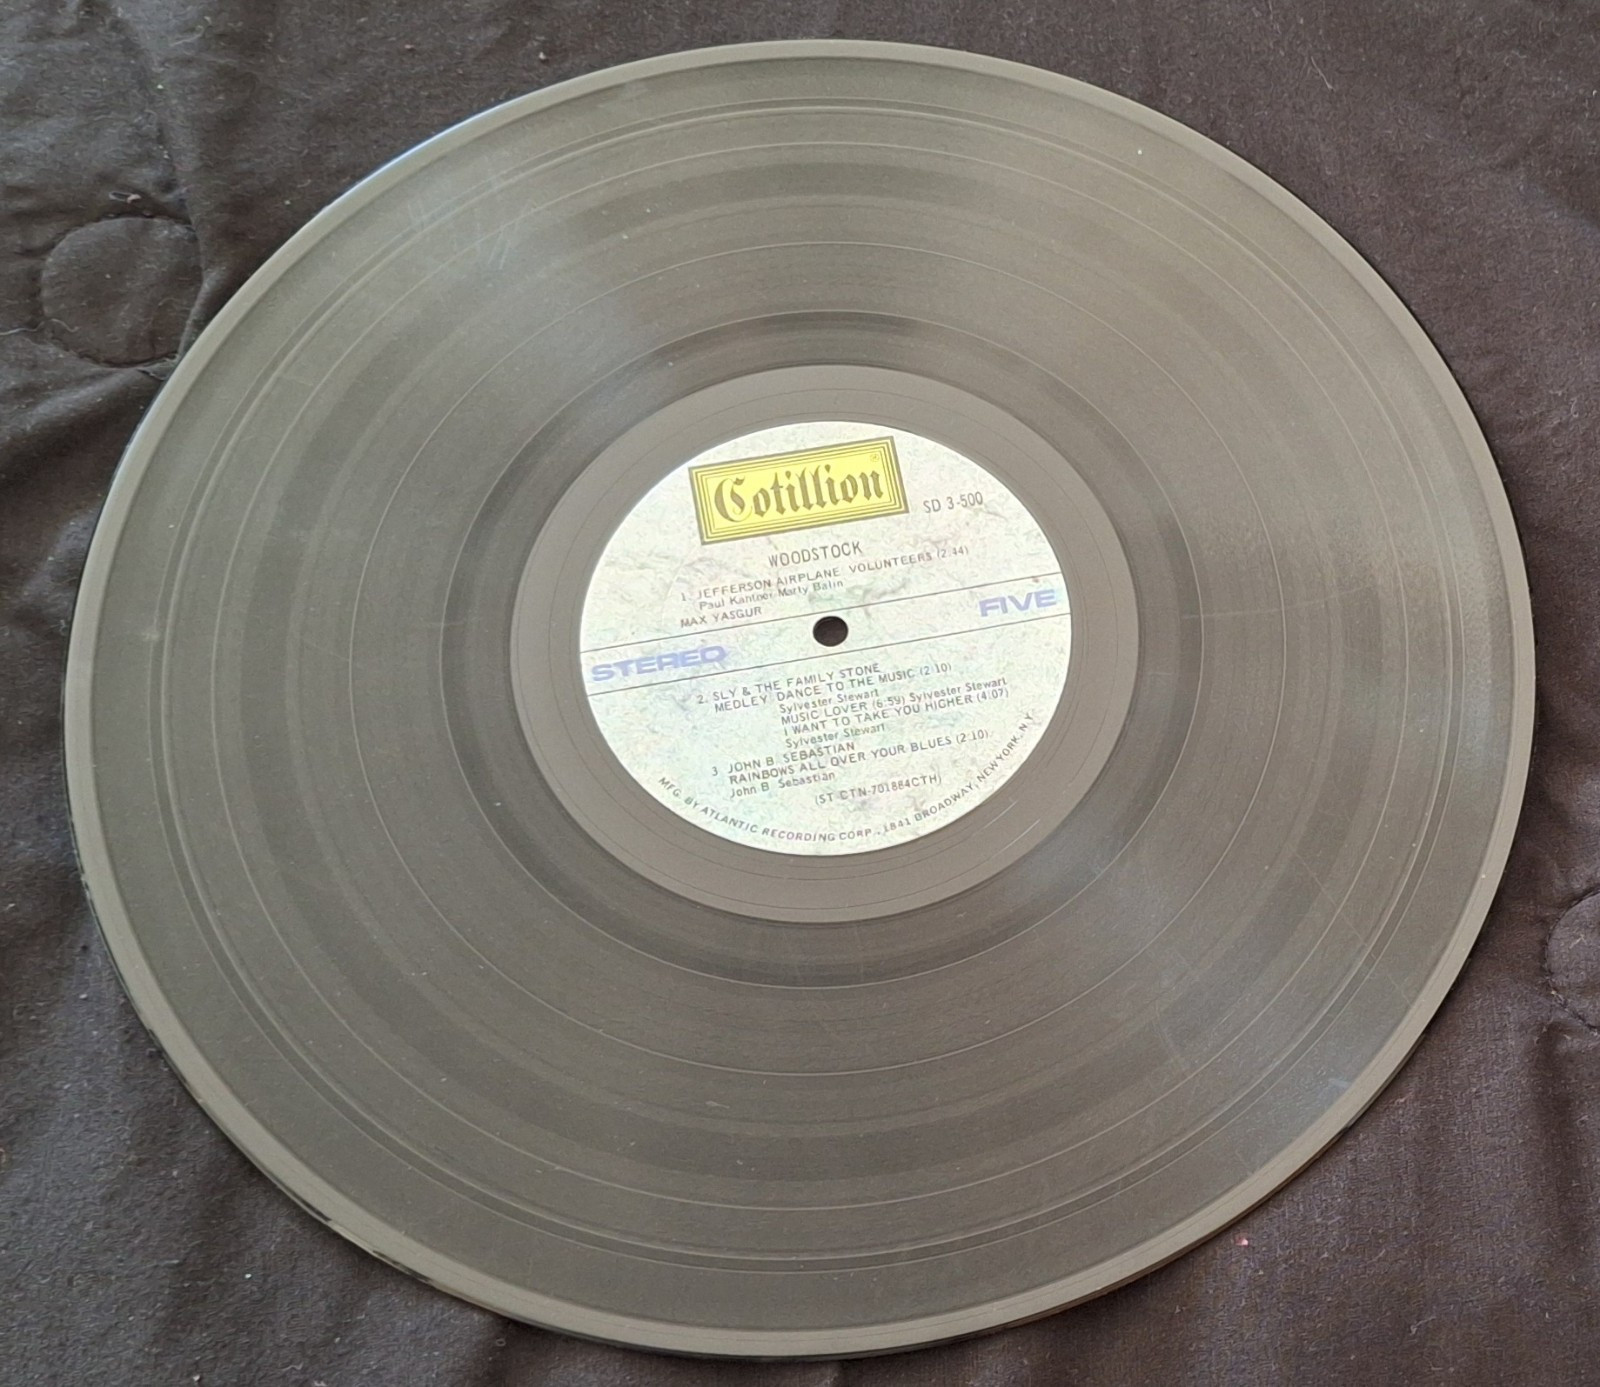 Cotillion
SD 3-500
WOODSTOCK
1. JEFFERSON AIRPLANE: VOLUNTEERS (2:44)
Paul Kantner-Marty Balin
MAX YASGUR
STEREO
FIVE
2. SLY & THE FAMILY STONE
MEDLEY: DANCE TO THE MUSIC (2:10)
Sylvester Stewart
MUSIC LOVER (6:59) Sylvester Stewart
I WANT TO TAKE YOU HIGHER (4:07)
Sylvester Stewart
3. JOHN B. SEBASTIAN
RAINBOWS ALL OVER YOUR BLUES (2:10)
John B. Sebastian
(ST-CTN-701884CTH)
MFG. BY ATLANTIC RECORDING CORP., 1841 BROADWAY, NEW YORK, N.Y.